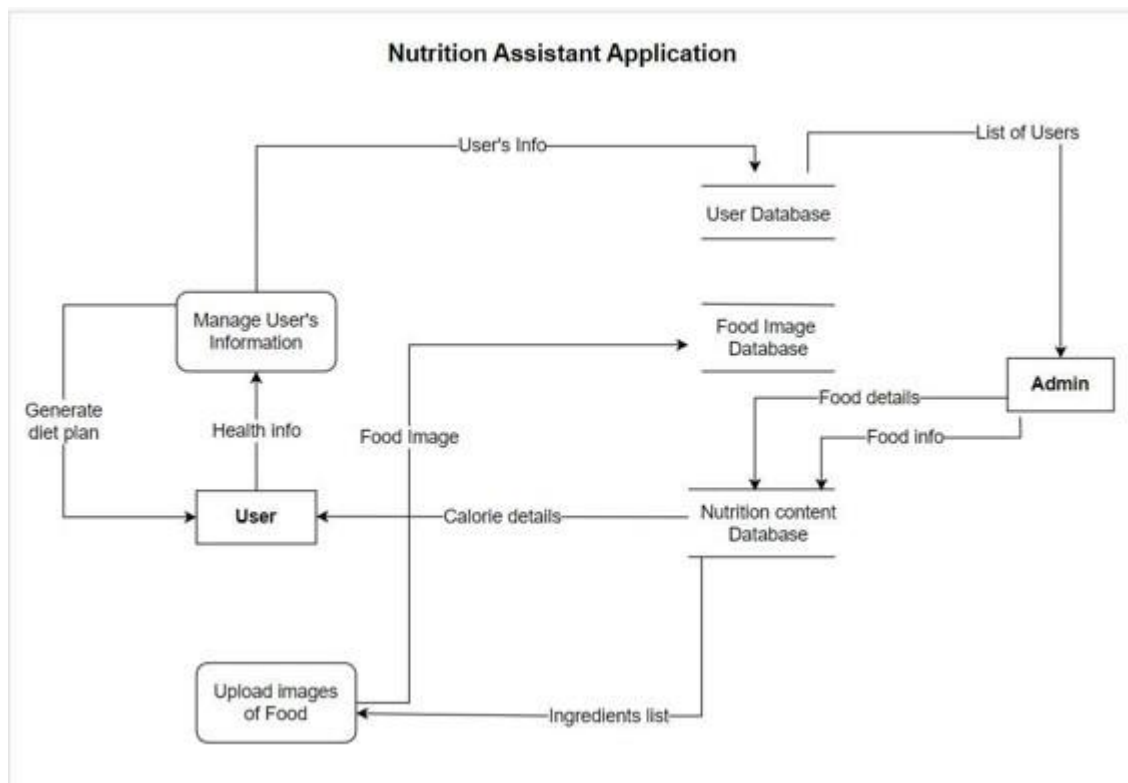 Nutrition Assistant Application
List of Users
User's Info
User Database
Manage User's
Information
Food Image
Database
Admin
Food details
Generate
diet plan
Health info
Food Image
Food info
User
Calorie details
Nutrition content
Database
Upload images
of Food
Ingredients list